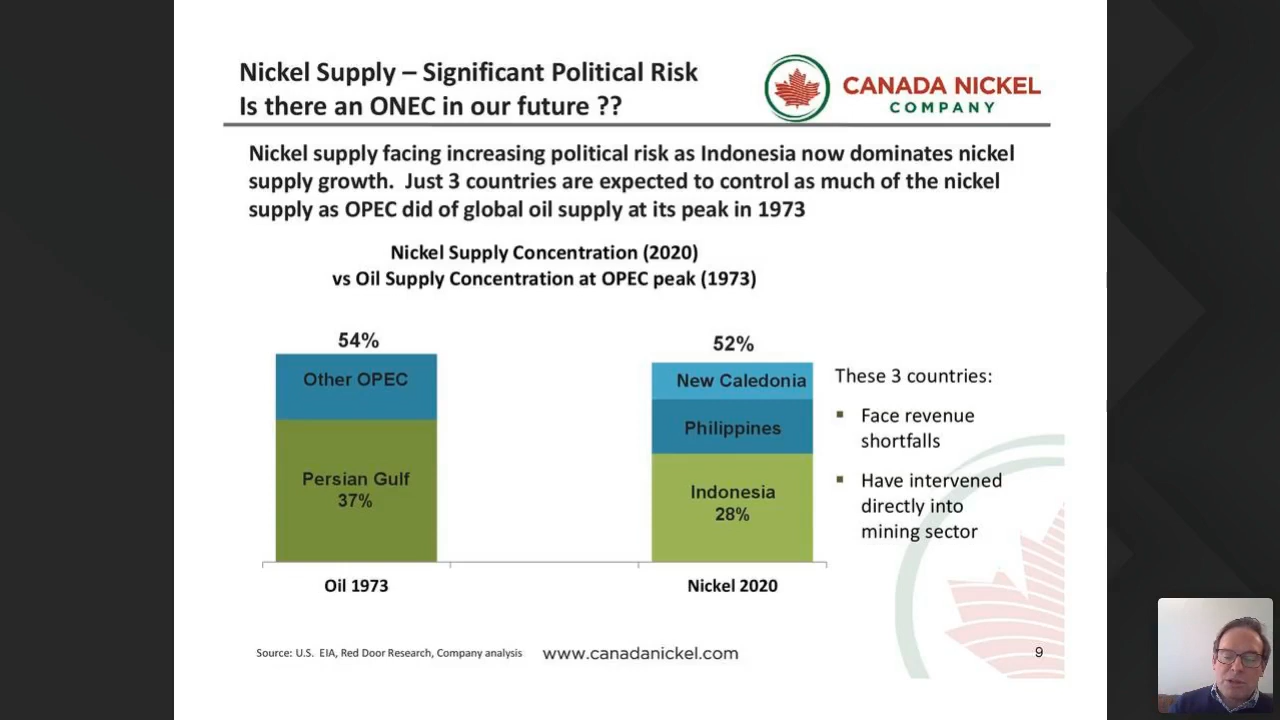 Nickel Supply – Significant Political Risk
Is there an ONEC in our future ??
CANADA NICKEL
COMPANY
Nickel supply facing increasing political risk as Indonesia now dominates nickel
supply growth.  Just 3 countries are expected to control as much of the nickel
supply as OPEC did of global oil supply at its peak in 1973
Nickel Supply Concentration (2020)
vs Oil Supply Concentration at OPEC peak (1973)
54%
Other OPEC
Persian Gulf
37%
Oil 1973
52%
New Caledonia
Philippines
Indonesia
28%
Nickel 2020
These 3 countries:
▪ Face revenue
shortfalls
▪ Have intervened
directly into
mining sector
Source: U.S.  EIA, Red Door Research, Company analysis
www.canadanickel.com
9